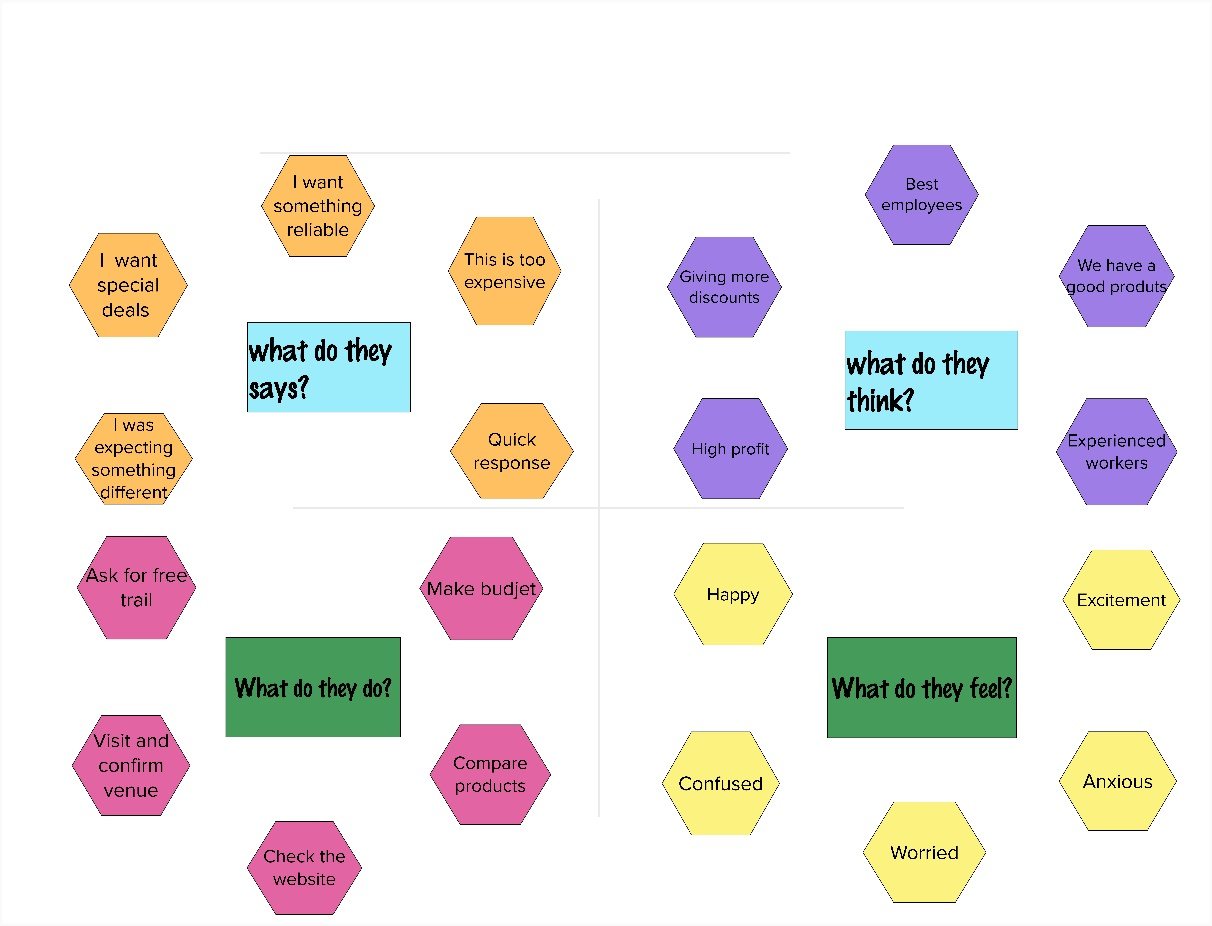 I want
something
reliable
I  want
special
deals
This is too
expensive
what do they
says?
I was
expecting
something
different
Quick
response
Best
employees
Giving more
discounts
We have a
good produts
what do they
think?
High profit
Experienced
workers
Ask for free
trail
Make budjet
What do they do?
Visit and
confirm
venue
Compare
products
Check the
website
Happy
Excitement
What do they feel?
Confused
Anxious
Worried